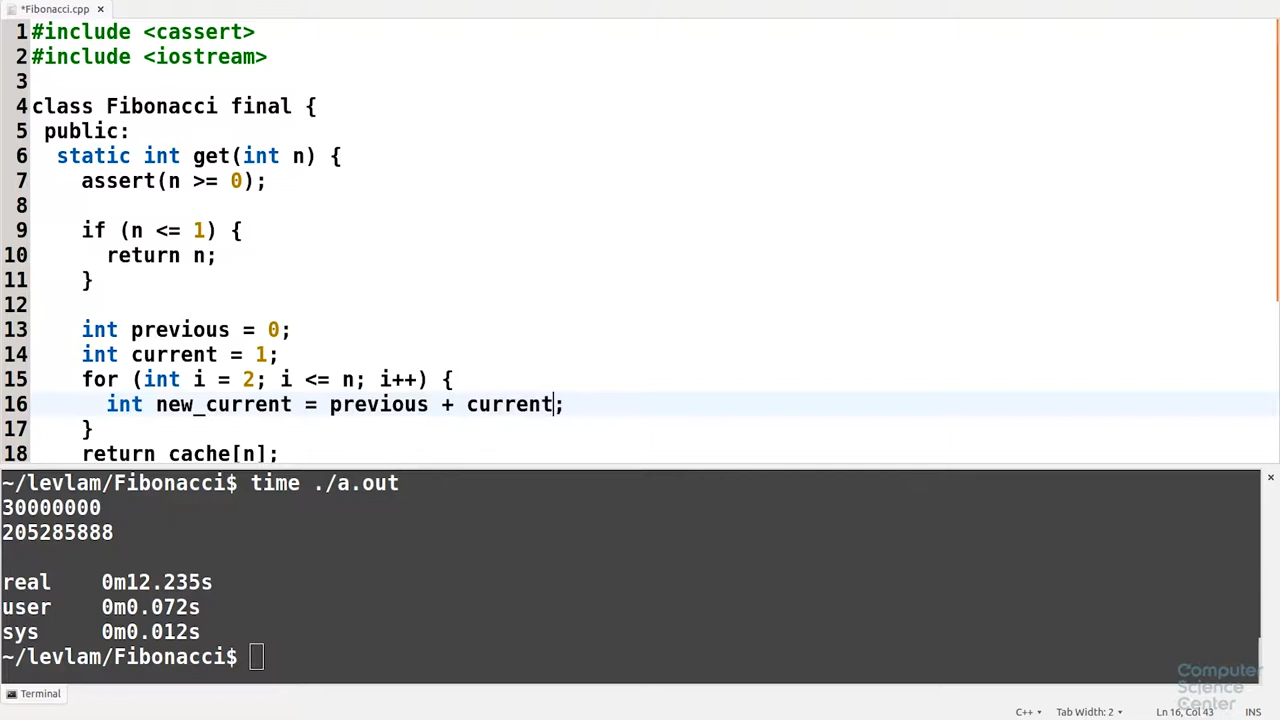 *Fibonacci.cpp ×
1 #include <cassert>
2 #include <iostream>
3
4 class Fibonacci final {
5  public:
6   static int get(int n) {
7     assert(n >= 0);
8
9     if (n <= 1) {
10       return n;
11     }
12
13     int previous = 0;
14     int current = 1;
15     for (int i = 2; i <= n; i++) {
16       int new_current = previous + current;
17     }
18     return cache[n];
~/levlam/Fibonacci$ time ./a.out
30000000
205285888
real    0m12.235s
user    0m0.072s
sys     0m0.012s
~/levlam/Fibonacci$
Computer
Science
Center
Terminal
C++ Tab Width: 2 Ln 16, Col 43 INS